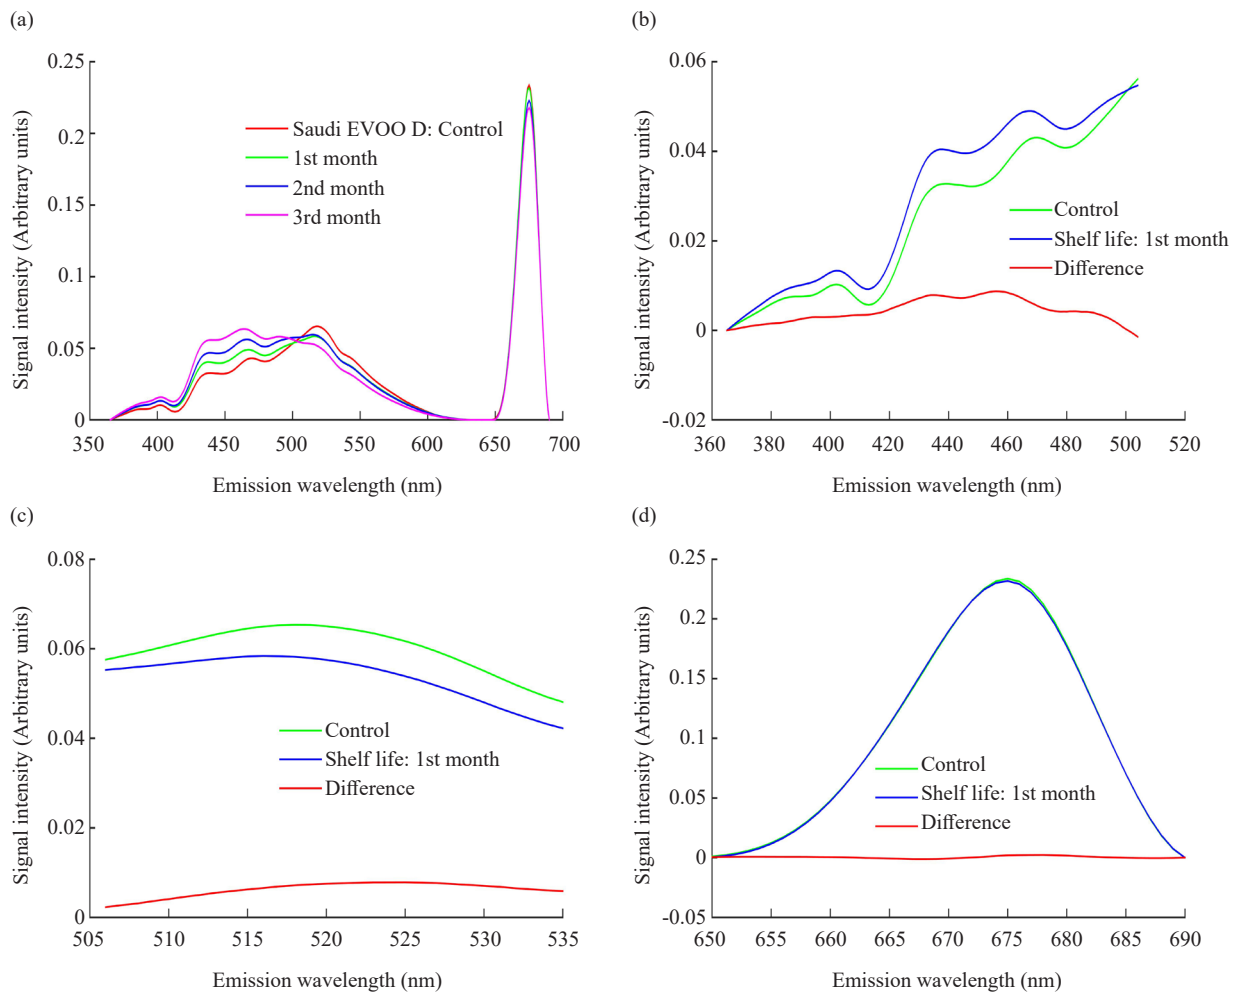 (a)
Signal intensity (Arbitrary units)
0.25
0.2
0.15
0.1
0.05
0
350
400
450
500
550
600
650
700
Emission wavelength (nm)
Saudi EVOO D: Control
1st month
2nd month
3rd month
(b)
Signal intensity (Arbitrary units)
0.06
0.04
0.02
0
-0.02
360
380
400
420
440
460
480
500
520
Emission wavelength (nm)
Control
Shelf life: 1st month
Difference
(c)
Signal intensity (Arbitrary units)
0.08
0.06
0.04
0.02
0
505
510
515
520
525
530
535
Emission wavelength (nm)
Control
Shelf life: 1st month
Difference
(d)
Signal intensity (Arbitrary units)
0.25
0.2
0.15
0.1
0.05
0
-0.05
650
655
660
665
670
675
680
685
690
Emission wavelength (nm)
Control
Shelf life: 1st month
Difference